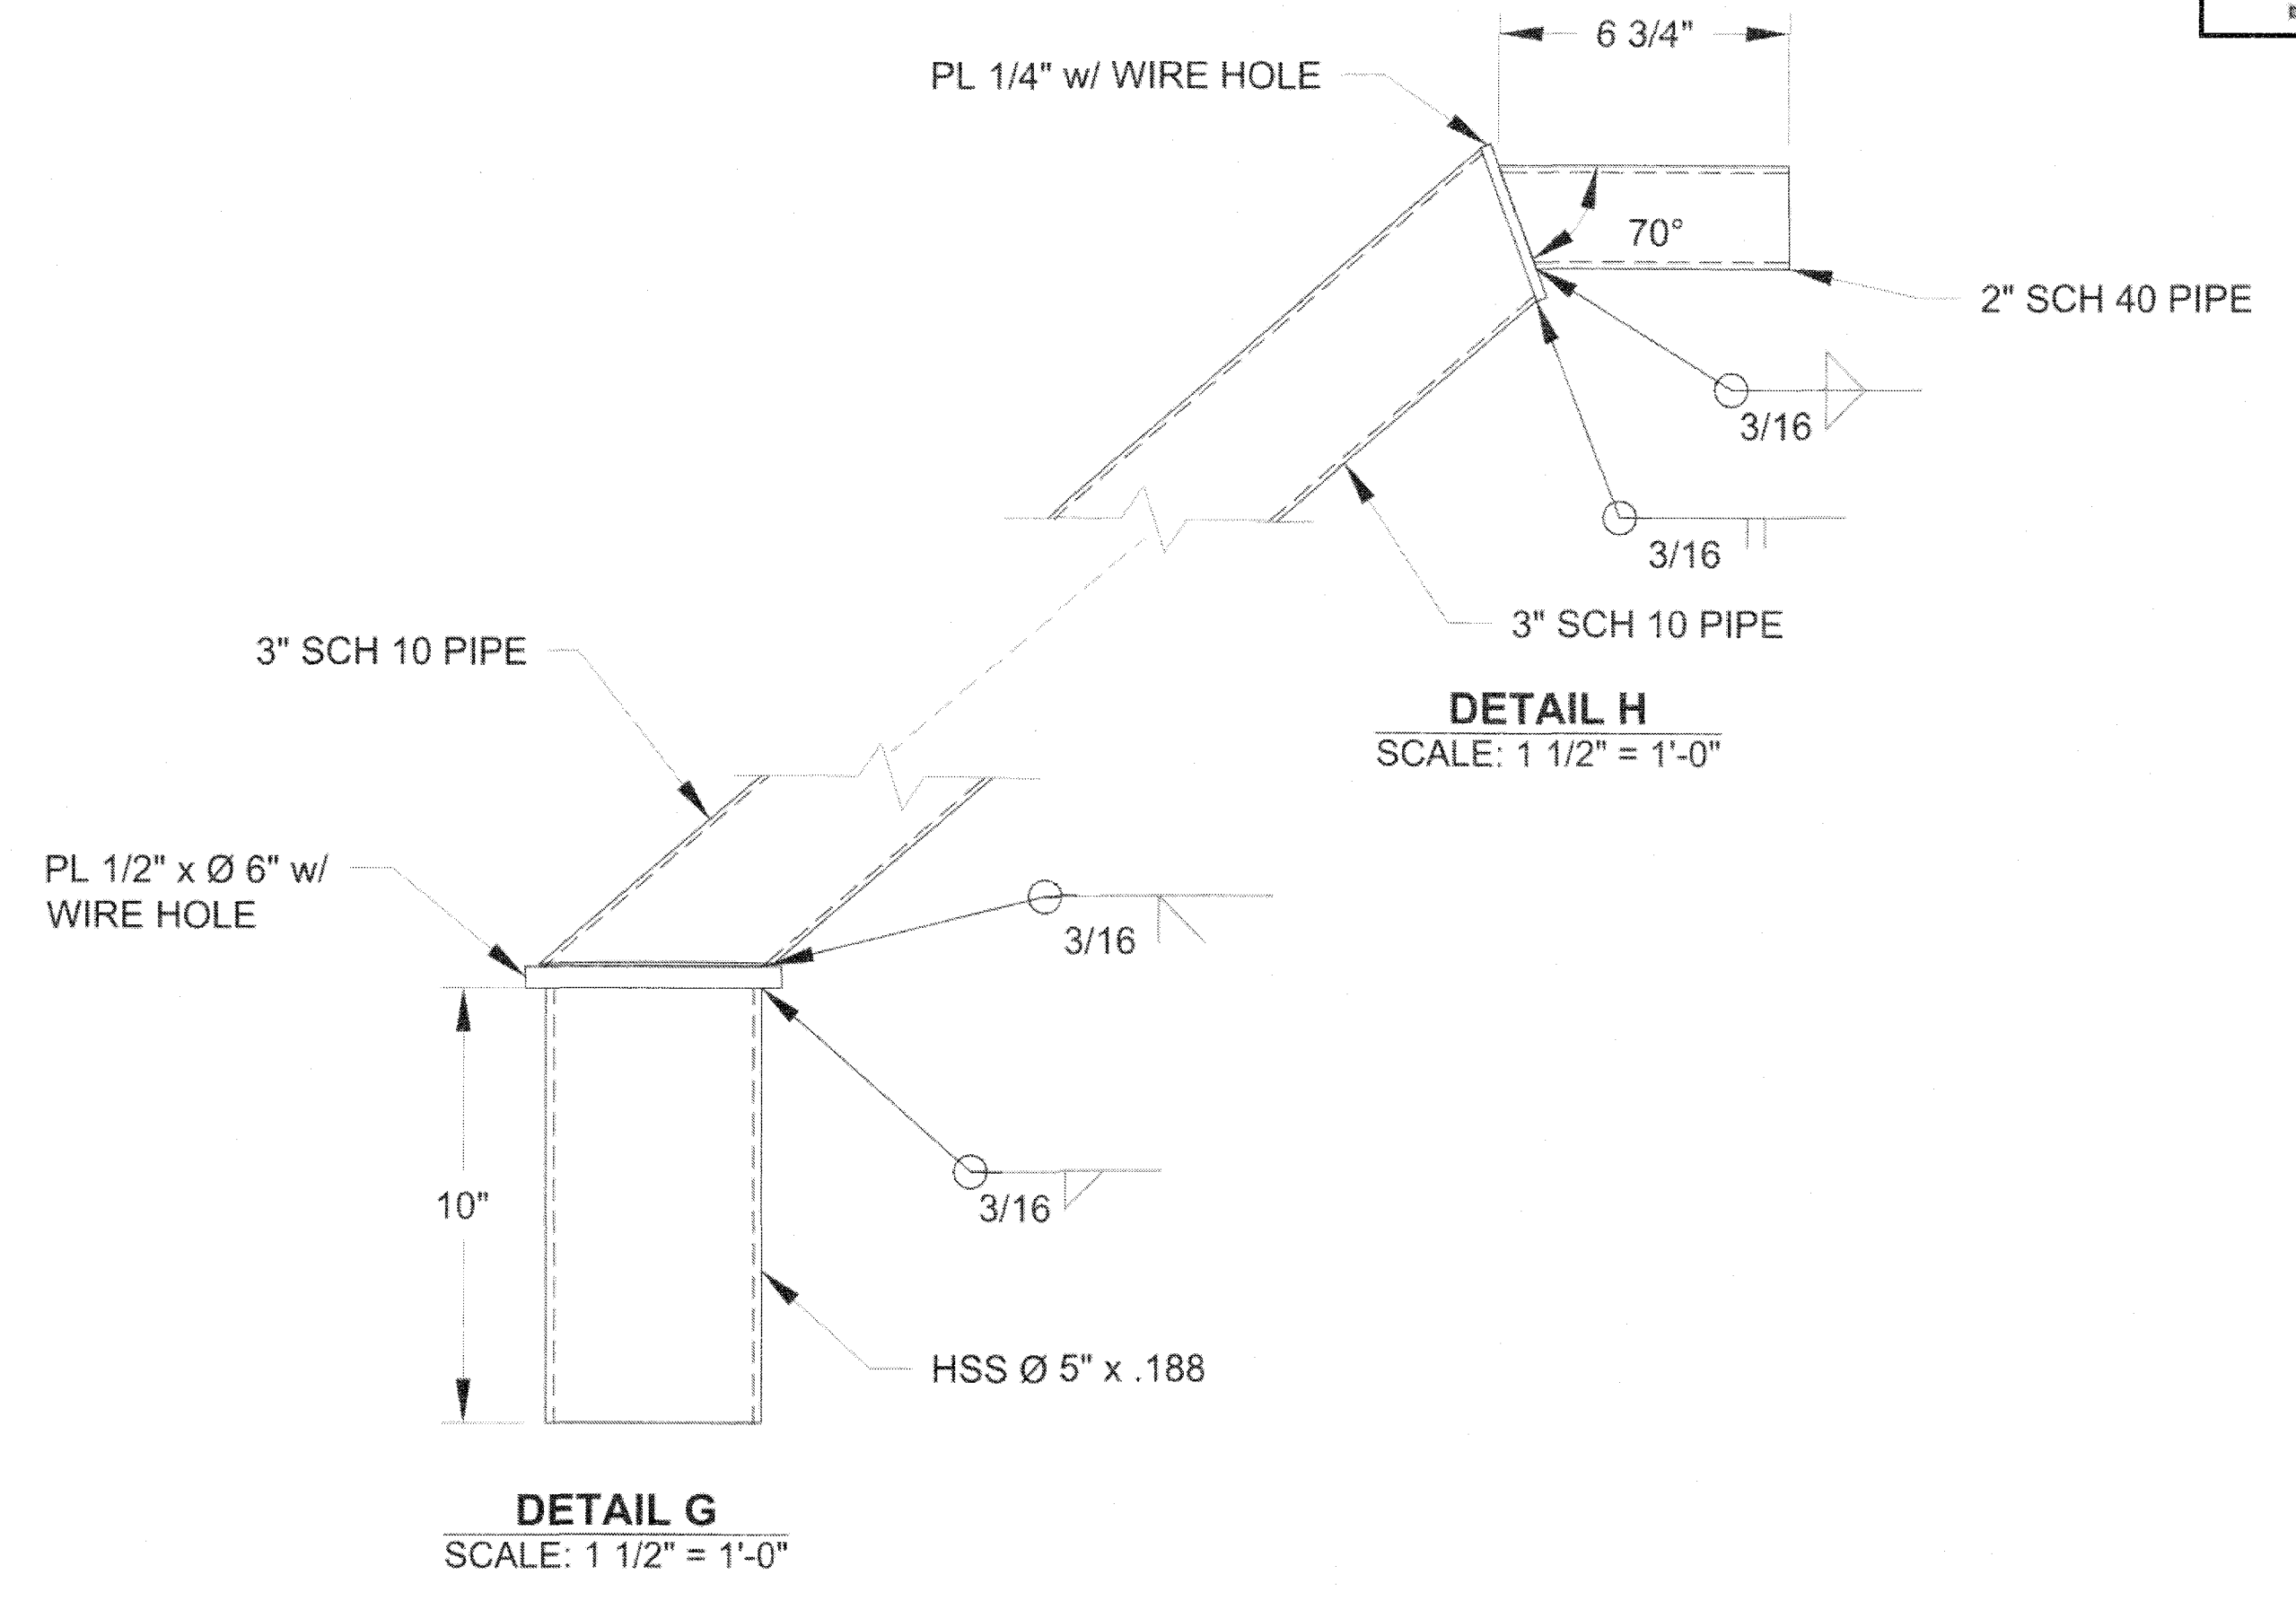 6 3/4"
PL 1/4" w/ WIRE HOLE
70°
2" SCH 40 PIPE
3/16
3/16
3" SCH 10 PIPE
DETAIL H
SCALE: 1 1/2" = 1'-0"
3" SCH 10 PIPE
PL 1/2" x Ø 6" w/
WIRE HOLE
3/16
10"
3/16
HSS Ø 5" x .188
DETAIL G
SCALE: 1 1/2" = 1'-0"